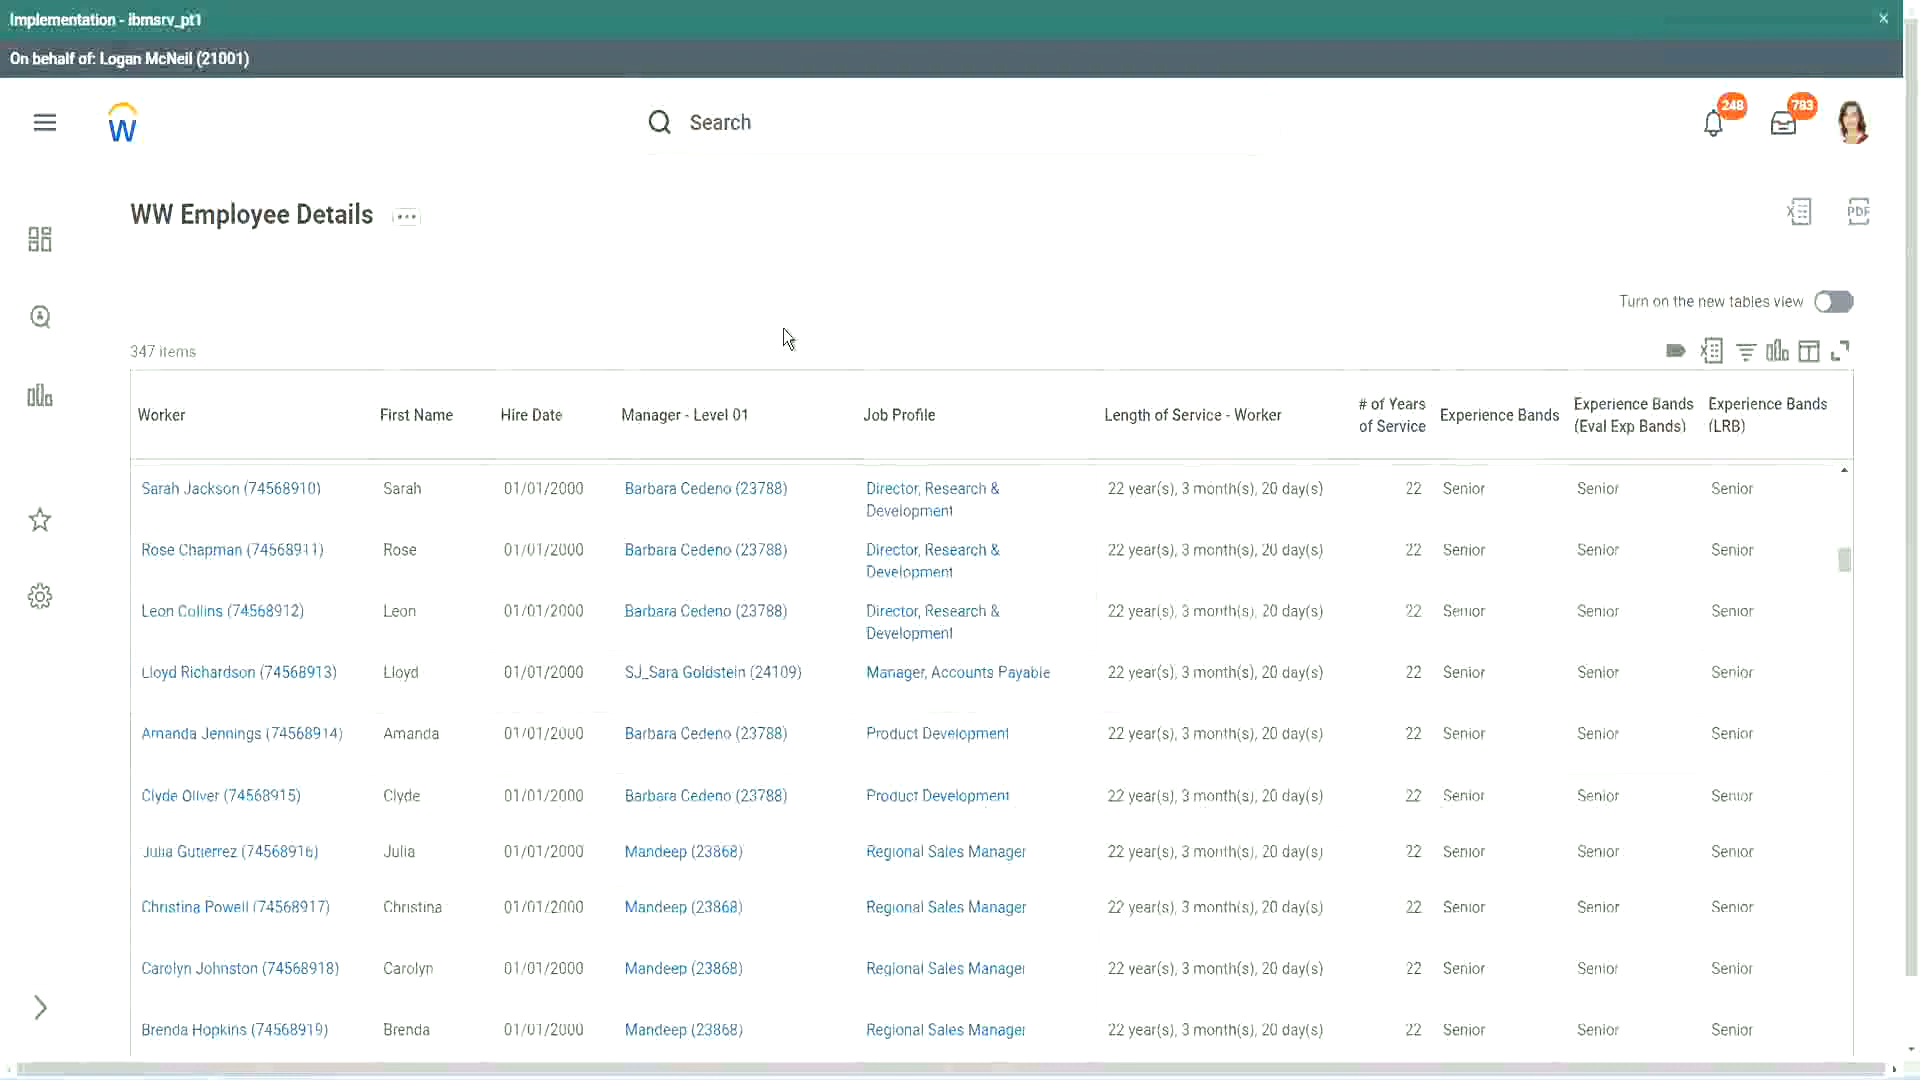 Implementation - ibmsrv_pt1
On behalf of: Logan McNeil (21001)
W
Search
248
783
WW Employee Details
PDF
Turn on the new tables view
347 items
Worker First Name Hire Date Manager - Level 01 Job Profile Length of Service - Worker # of Years of Service Experience Bands Experience Bands (Eval Exp Bands) Experience Bands (LRB)
Sarah Jackson (74568910) Sarah 01/01/2000 Barbara Cedeno (23788) Director, Research & Development 22 year(s), 3 month(s), 20 day(s) 22 Senior Senior Senior
Rose Chapman (74568911) Rose 01/01/2000 Barbara Cedeno (23788) Director, Research & Development 22 year(s), 3 month(s), 20 day(s) 22 Senior Senior Senior
Leon Collins (74568912) Leon 01/01/2000 Barbara Cedeno (23788) Director, Research & Development 22 year(s), 3 month(s), 20 day(s) 22 Senior Senior Senior
Lloyd Richardson (74568913) Lloyd 01/01/2000 SJ_Sara Goldstein (24109) Manager, Accounts Payable 22 year(s), 3 month(s), 20 day(s) 22 Senior Senior Senior
Amanda Jennings (74568914) Amanda 01/01/2000 Barbara Cedeno (23788) Product Development 22 year(s), 3 month(s), 20 day(s) 22 Senior Senior Senior
Clyde Oliver (74568915) Clyde 01/01/2000 Barbara Cedeno (23788) Product Development 22 year(s), 3 month(s), 20 day(s) 22 Senior Senior Senior
Julia Gutierrez (74568916) Julia 01/01/2000 Mandeep (23868) Regional Sales Manager 22 year(s), 3 month(s), 20 day(s) 22 Senior Senior Senior
Christina Powell (74568917) Christina 01/01/2000 Mandeep (23868) Regional Sales Manager 22 year(s), 3 month(s), 20 day(s) 22 Senior Senior Senior
Carolyn Johnston (74568918) Carolyn 01/01/2000 Mandeep (23868) Regional Sales Manager 22 year(s), 3 month(s), 20 day(s) 22 Senior Senior Senior
Brenda Hopkins (74568919) Brenda 01/01/2000 Mandeep (23868) Regional Sales Manager 22 year(s), 3 month(s), 20 day(s) 22 Senior Senior Senior